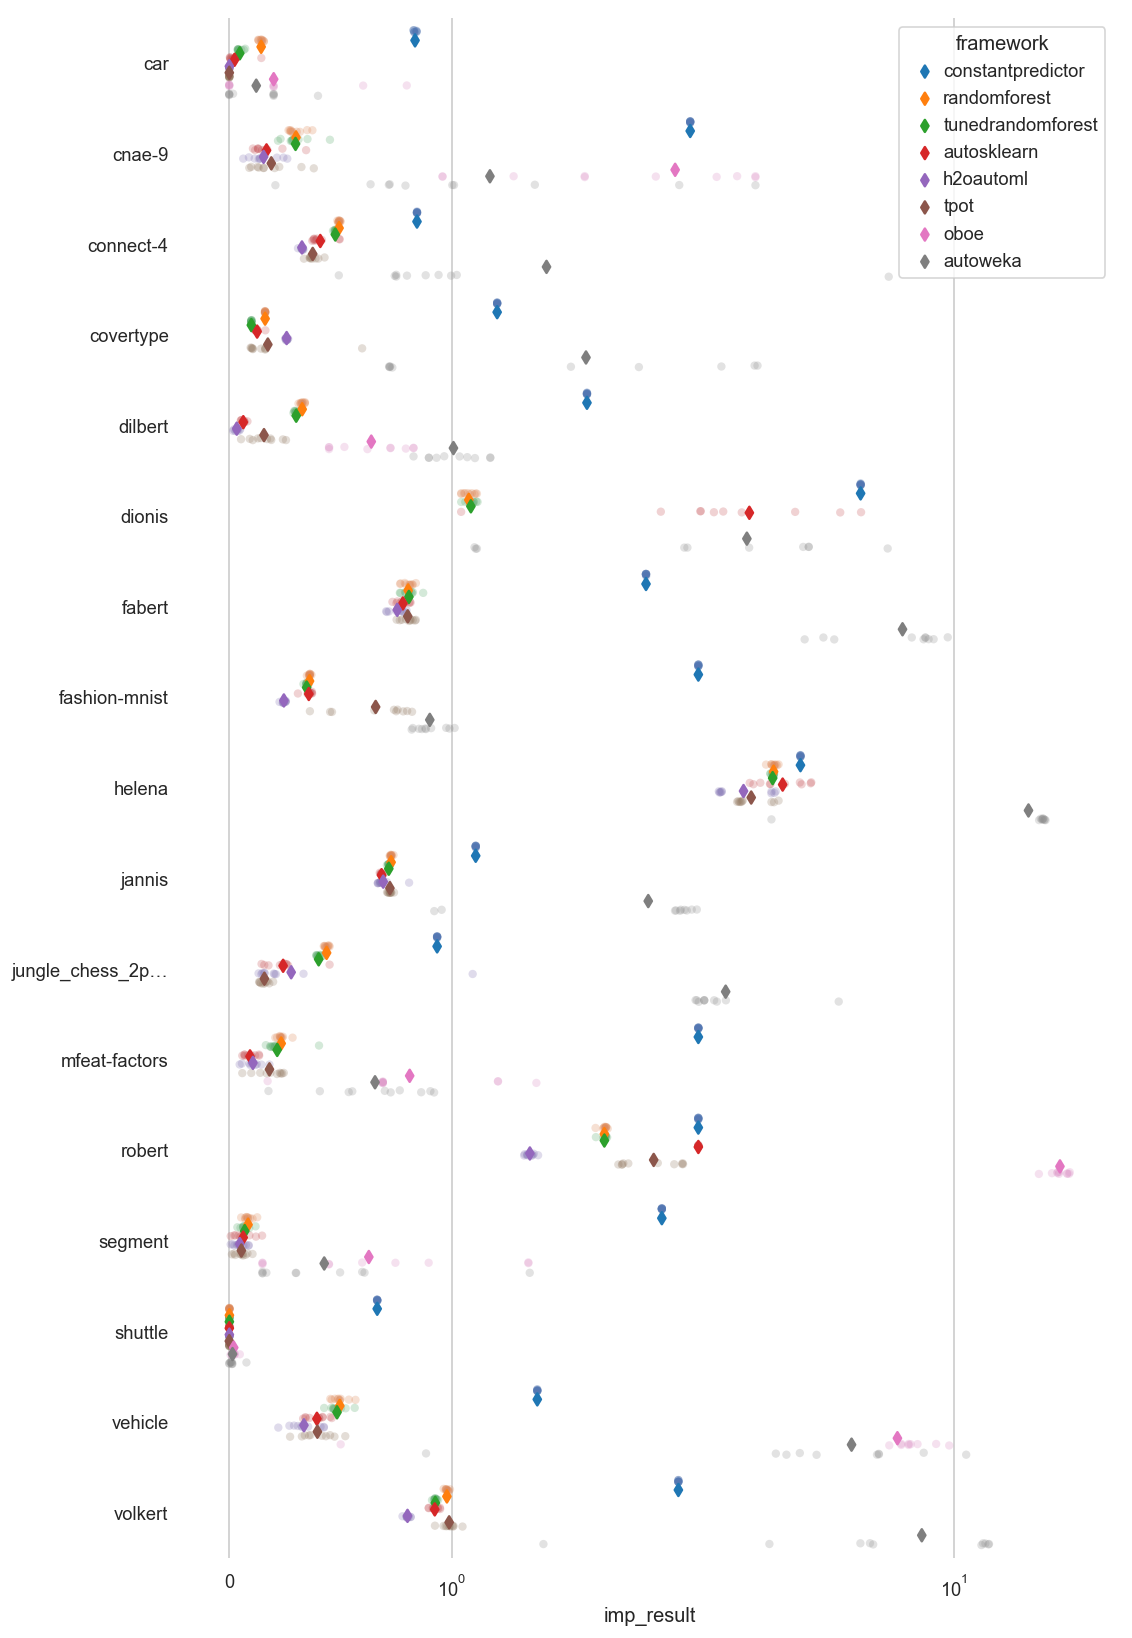 framework
constantpredictor
randomforest
tunedrandomforest
autosklearn
h2oautoml
tpot
oboe
autoweka
car
cnae-9
connect-4
covertype
dilbert
dionis
fabert
fashion-mnist
helena
jannis
jungle_chess_2p…
mfeat-factors
robert
segment
shuttle
vehicle
volkert
0 10⁰ 10¹
imp_result